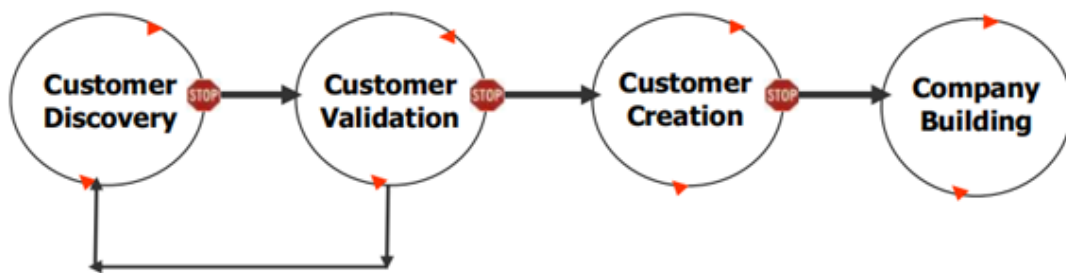 Customer
Discovery
STOP
Customer
Validation
STOP
Customer
Creation
STOP
Company
Building